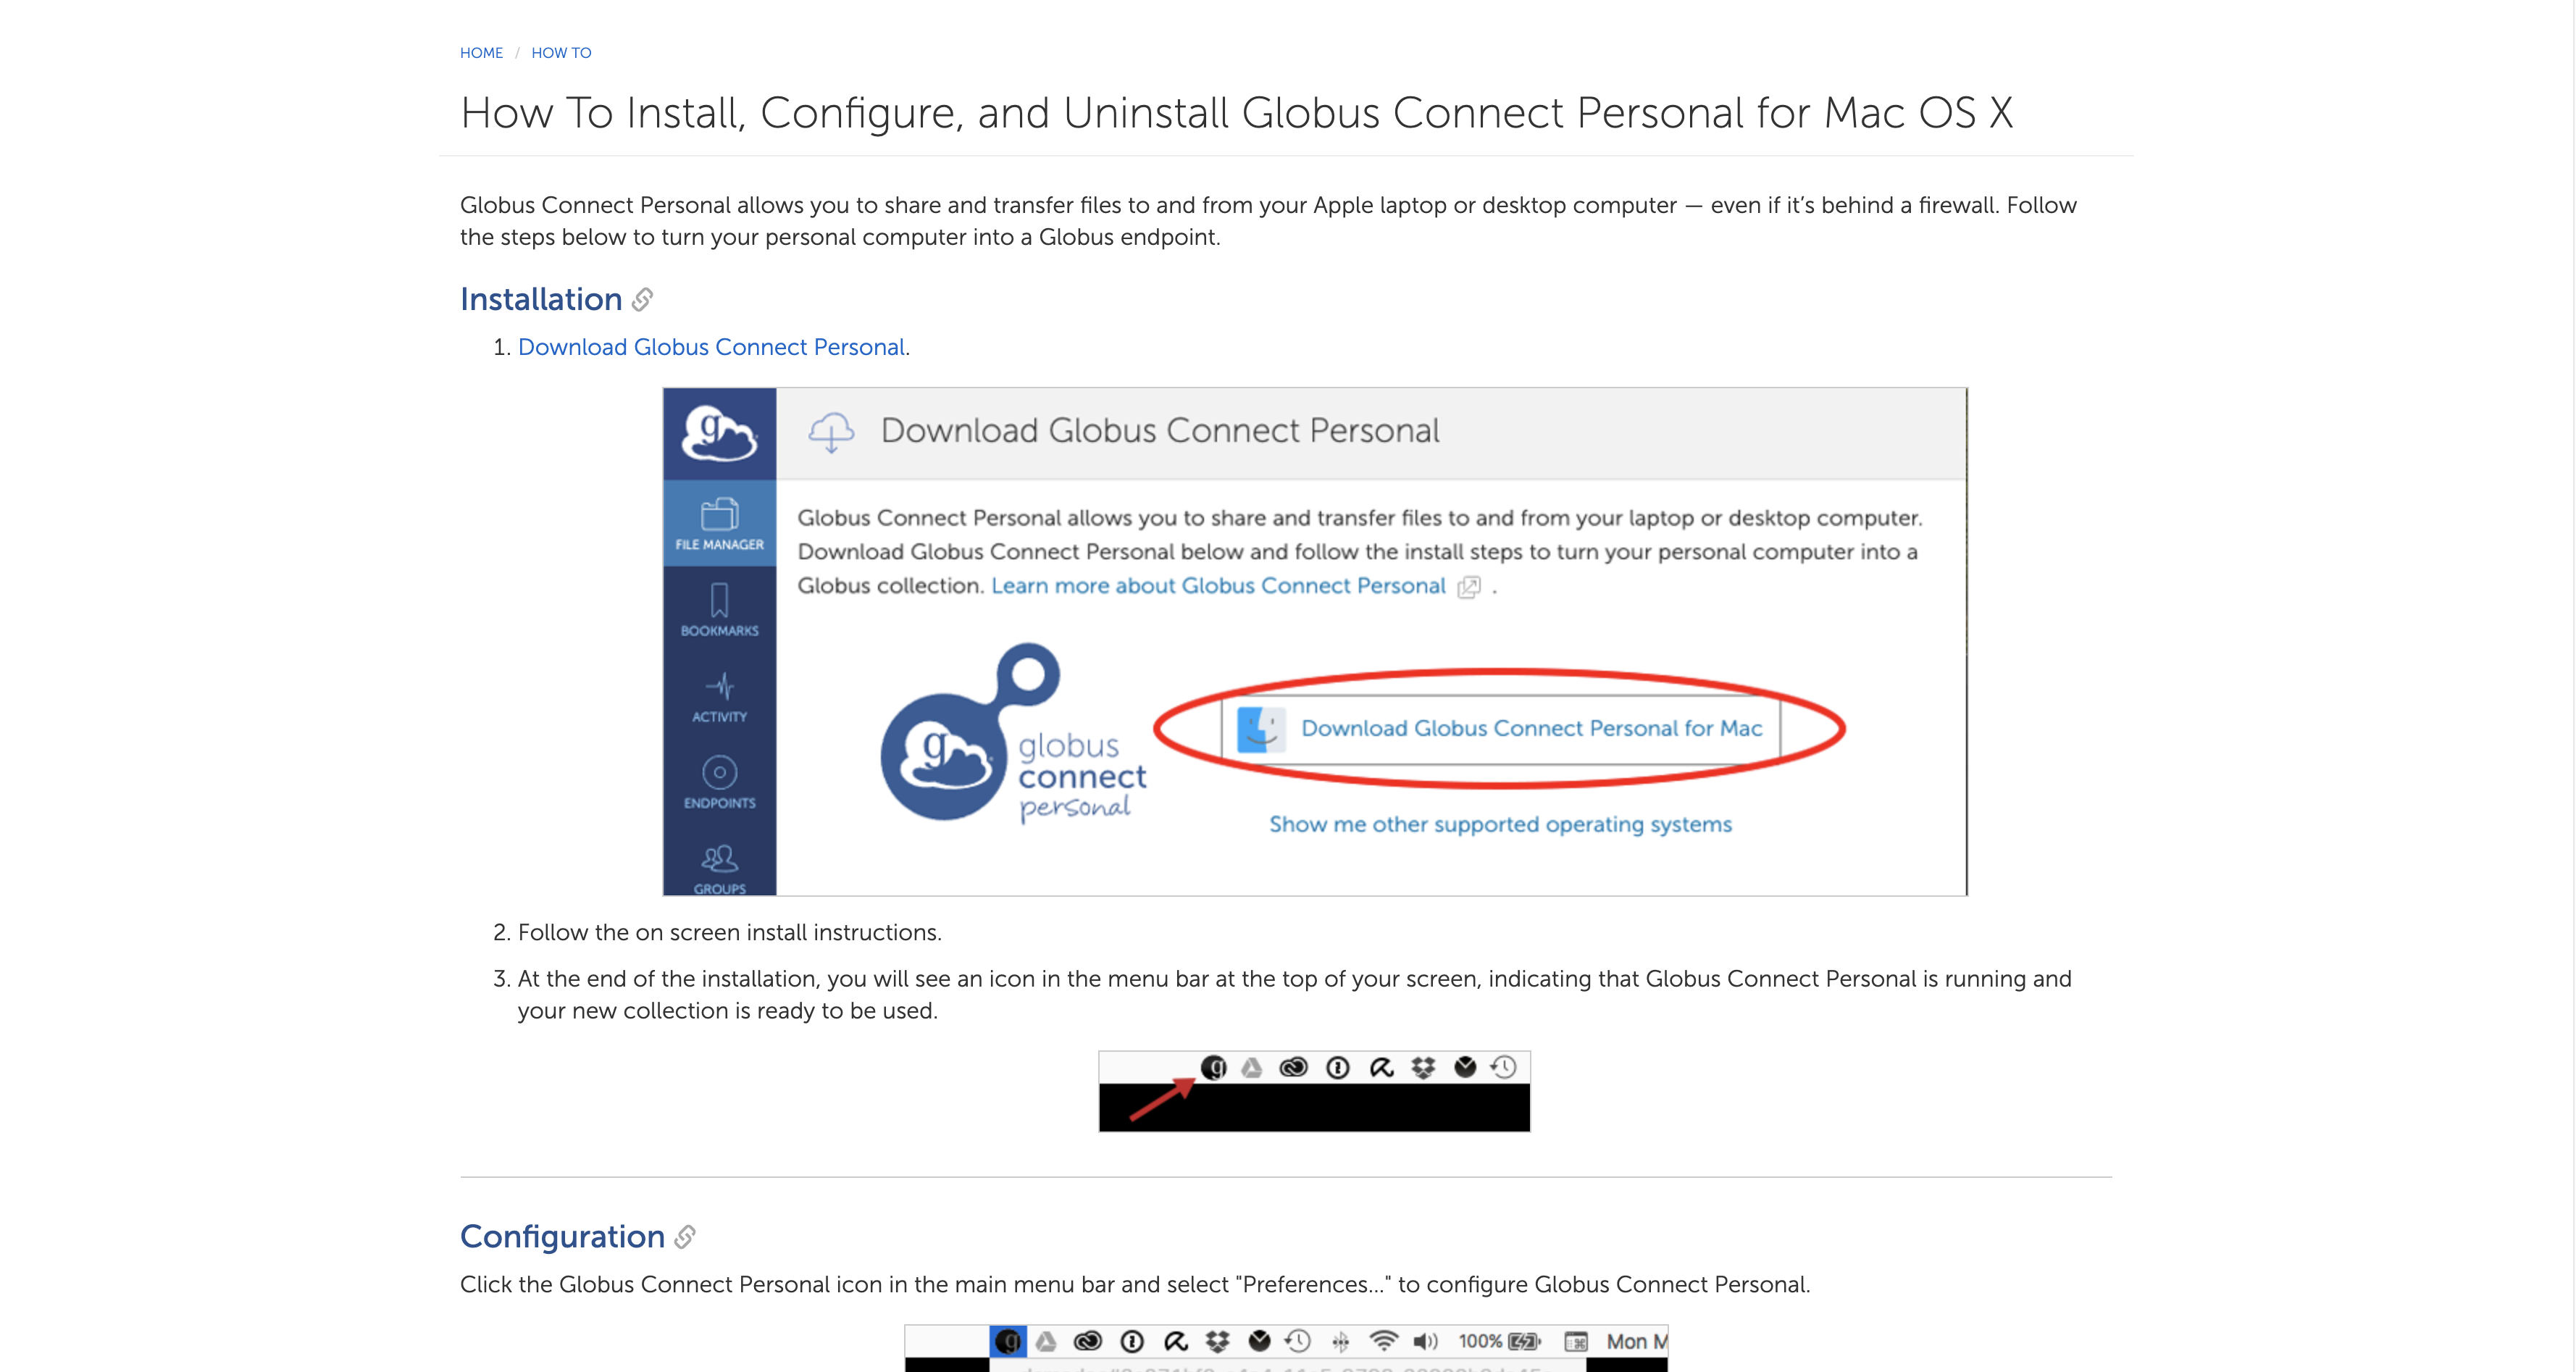 HOME / HOW TO
How To Install, Configure, and Uninstall Globus Connect Personal for Mac OS X
Globus Connect Personal allows you to share and transfer files to and from your Apple laptop or desktop computer — even if it’s behind a firewall. Follow
the steps below to turn your personal computer into a Globus endpoint.
Installation
1. Download Globus Connect Personal.
g
Download Globus Connect Personal
FILE MANAGER
Globus Connect Personal allows you to share and transfer files to and from your laptop or desktop computer.
Download Globus Connect Personal below and follow the install steps to turn your personal computer into a
Globus collection. Learn more about Globus Connect Personal .
BOOKMARKS
ACTIVITY
ENDPOINTS
GROUPS
g
globus
connect
personal
Download Globus Connect Personal for Mac
Show me other supported operating systems
2. Follow the on screen install instructions.
3. At the end of the installation, you will see an icon in the menu bar at the top of your screen, indicating that Globus Connect Personal is running and
your new collection is ready to be used.
g
Configuration
Click the Globus Connect Personal icon in the main menu bar and select "Preferences..." to configure Globus Connect Personal.
g 100% Mon M